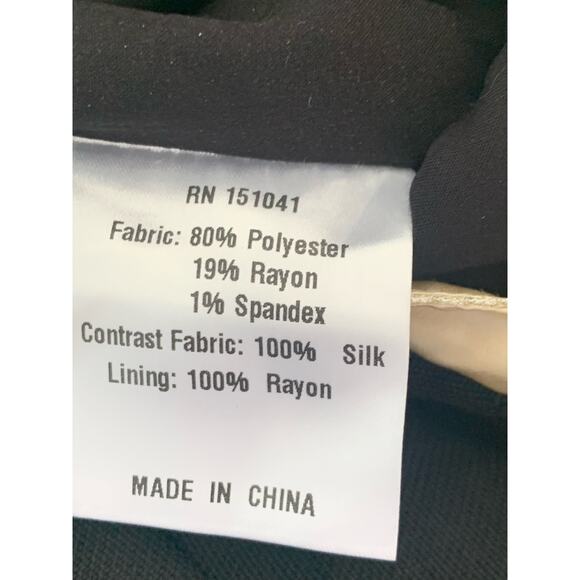 RN 151041
Fabric: 80% Polyester
19% Rayon
1% Spandex
Contrast Fabric: 100% Silk
Lining: 100% Rayon
MADE IN CHINA